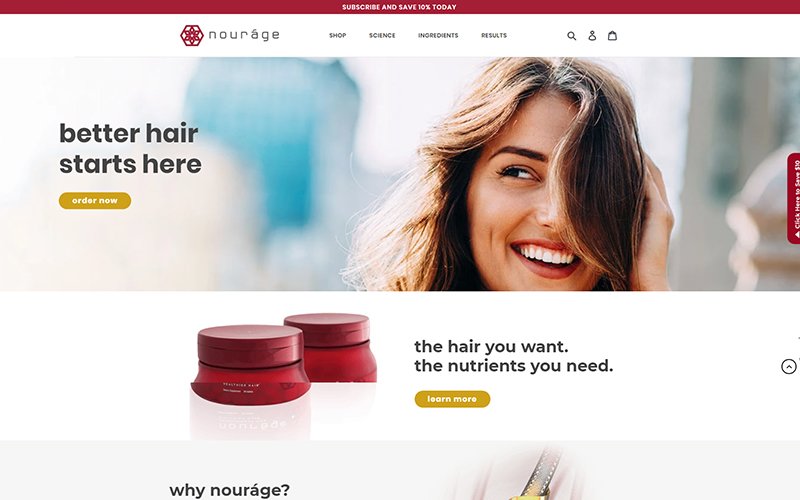 SUBSCRIBE AND SAVE 10% TODAY
nouráge
SHOP
SCIENCE
INGREDIENTS
RESULTS
better hair
starts here
order now
Click Here to Save $10
HEALTHIER HAIR
the hair you want.
the nutrients you need.
learn more
why nouráge?